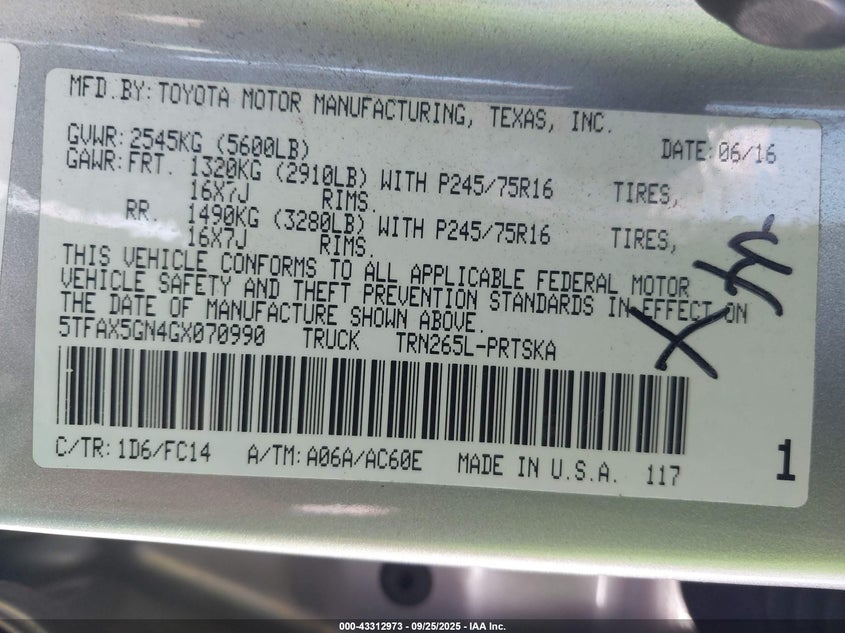 MFD.BY: TOYOTA MOTOR MANUFACTURING, TEXAS, INC.
GVWR: 2545KG (5600LB) DATE: 06/16
GAWR: FRT. 1320KG (2910LB) WITH P245/75R16 TIRES,
16X7J RIMS.
RR. 1490KG (3280LB) WITH P245/75R16 TIRES,
16X7J RIMS.
THIS VEHICLE CONFORMS TO ALL APPLICABLE FEDERAL MOTOR
VEHICLE SAFETY AND THEFT PREVENTION STANDARDS IN EFFECT ON
THE DATE OF MANUFACTURE SHOWN ABOVE.
5TFAX5GN4GX070990 TRUCK TRN265L-PRTSKA
C/TR: 1D6/FC14 A/TM: A06A/AC60E MADE IN U.S.A. 117 1
000-43312973 - 09/25/2025 - IAA Inc.